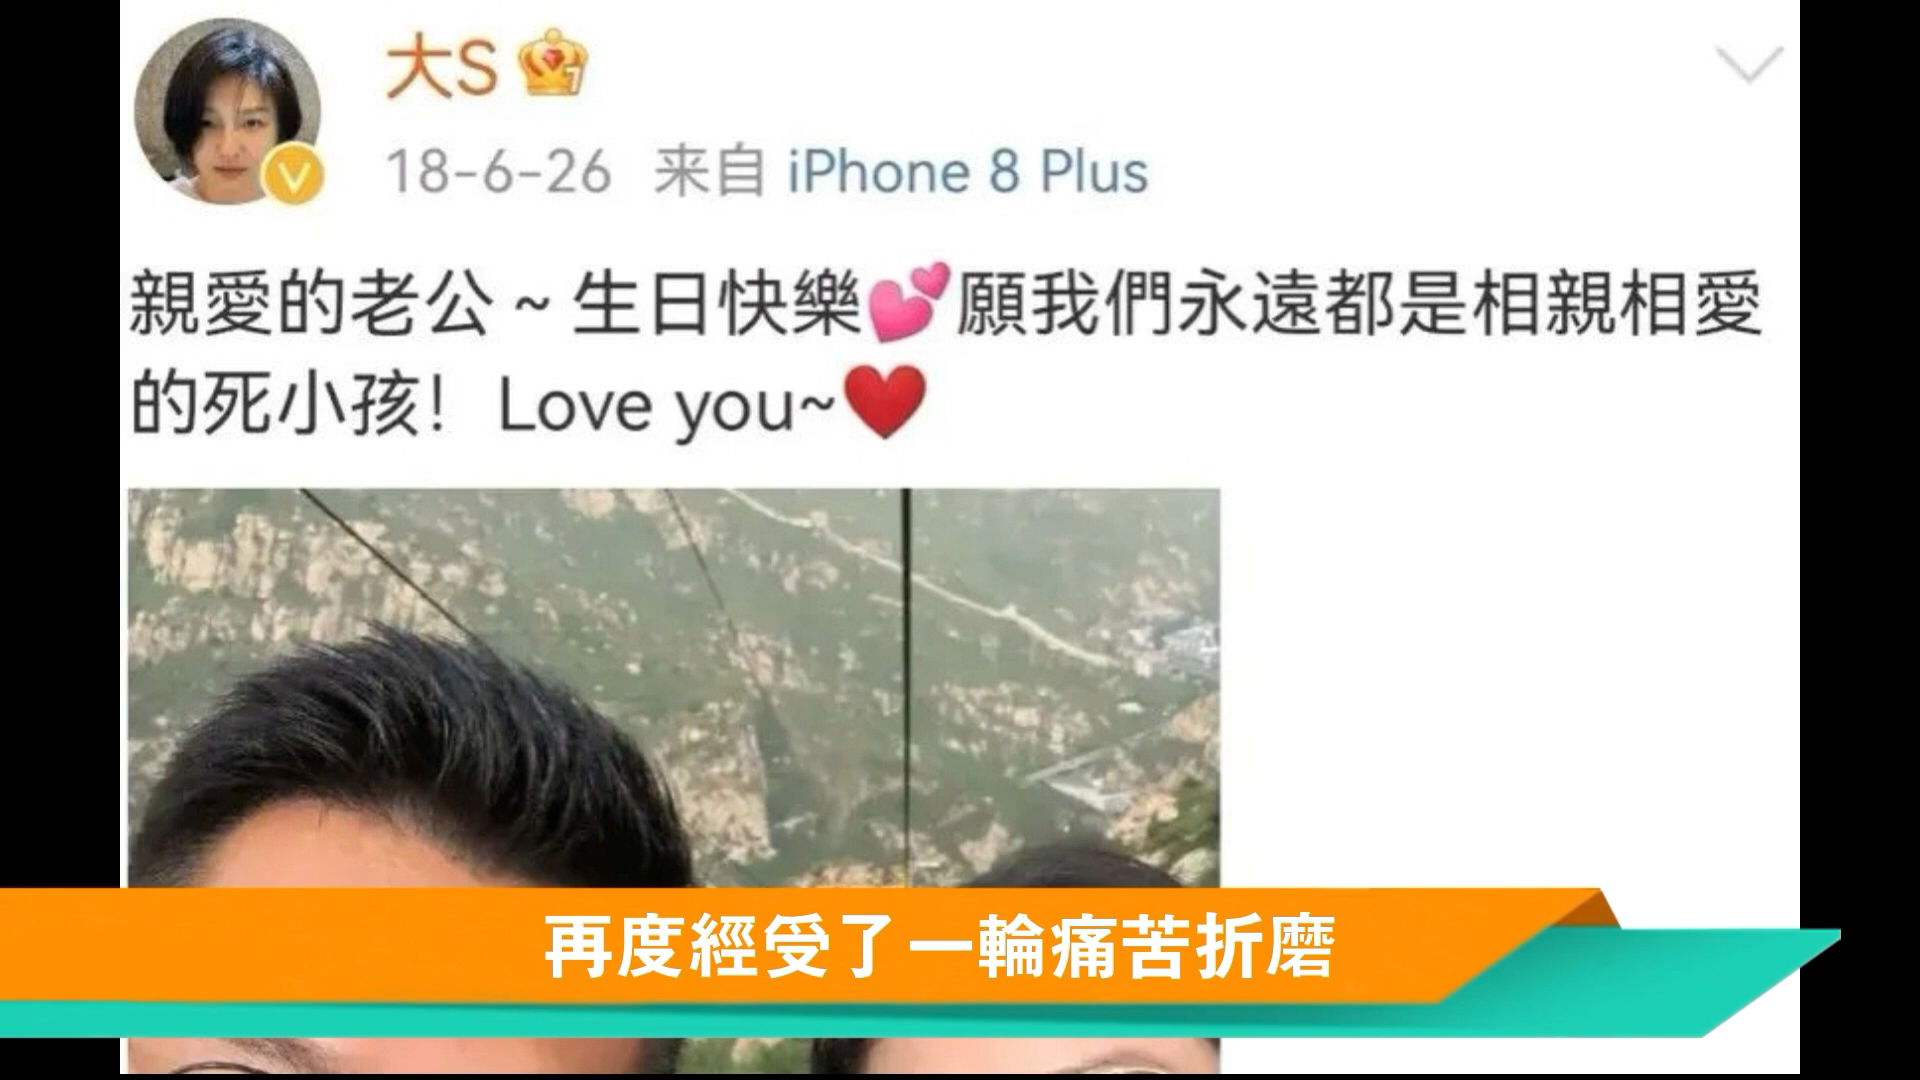 大S
18-6-26 来自 iPhone 8 Plus
親愛的老公~生日快樂💕願我們永遠都是相親相愛
的死小孩！Love you~❤️
再度經受了一輪痛苦折磨